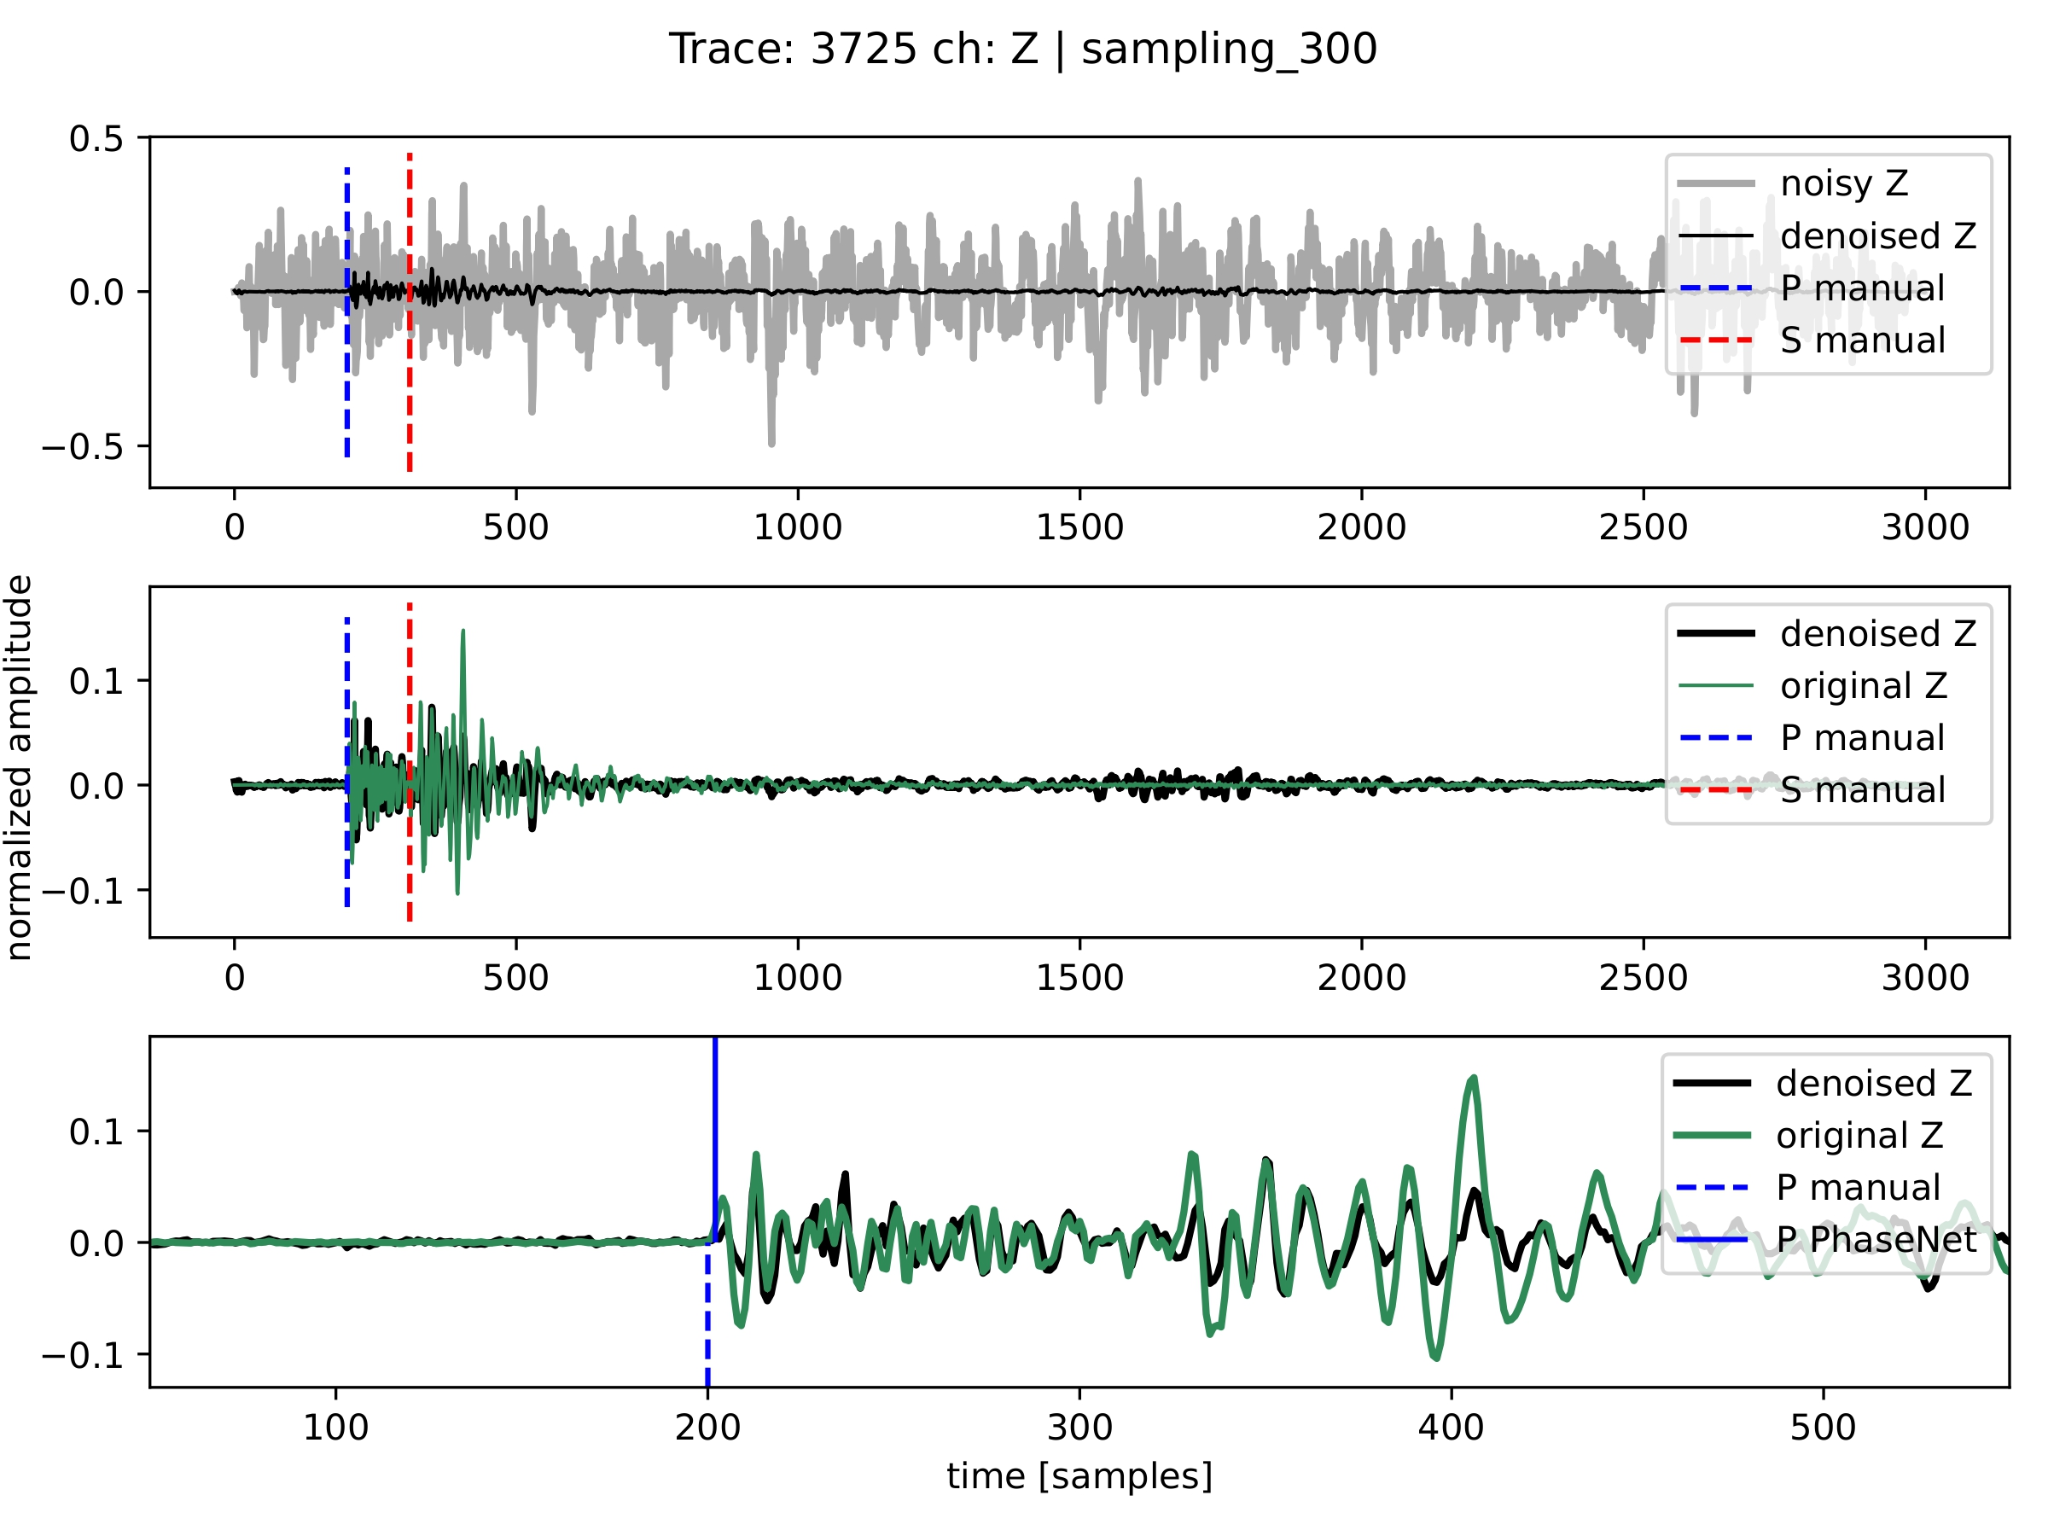 Trace: 3725 ch: Z | sampling_300
0.5
0.0
−0.5
noisy Z
denoised Z
P manual
S manual
0 500 1000 1500 2000 2500 3000
normalized amplitude
0.1
0.0
−0.1
denoised Z
original Z
P manual
S manual
0 500 1000 1500 2000 2500 3000
0.1
0.0
−0.1
denoised Z
original Z
P manual
P PhaseNet
100 200 300 400 500
time [samples]